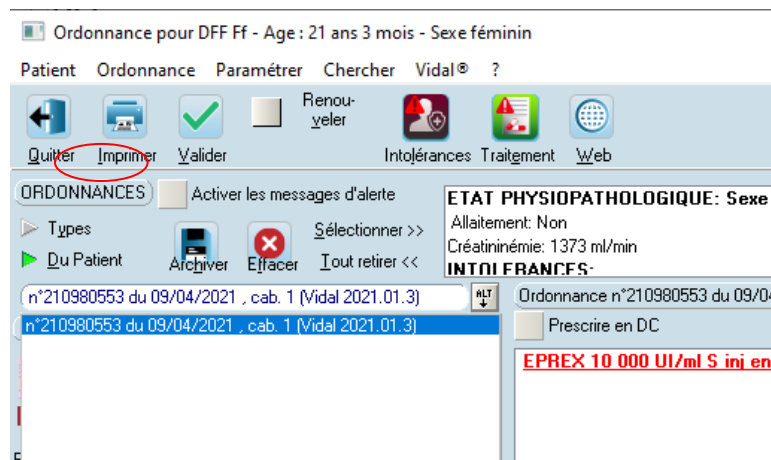 Ordonnance pour DFF Ff - Age : 21 ans 3 mois - Sexe féminin
Patient Ordonnance Paramétrer Chercher Vidal® ?
Renou-
veler
Quitter Imprimer Valider Intolérances Traitement Web
ORDONNANCES Activer les messages d'alerte
ETAT PHYSIOPATHOLOGIQUE: Sexe
Allaitement: Non
Créatininémie: 1373 ml/min
INTOLERANCES:
Types
Du Patient
Archiver Effacer
Sélectionner >>
Tout retirer <<
n°210980553 du 09/04/2021 , cab. 1 (Vidal 2021.01.3) ALT
n°210980553 du 09/04/2021 , cab. 1 (Vidal 2021.01.3)
Ordonnance n°210980553 du 09/04
Prescrire en DC
EPREX 10 000 UI/ml S inj en